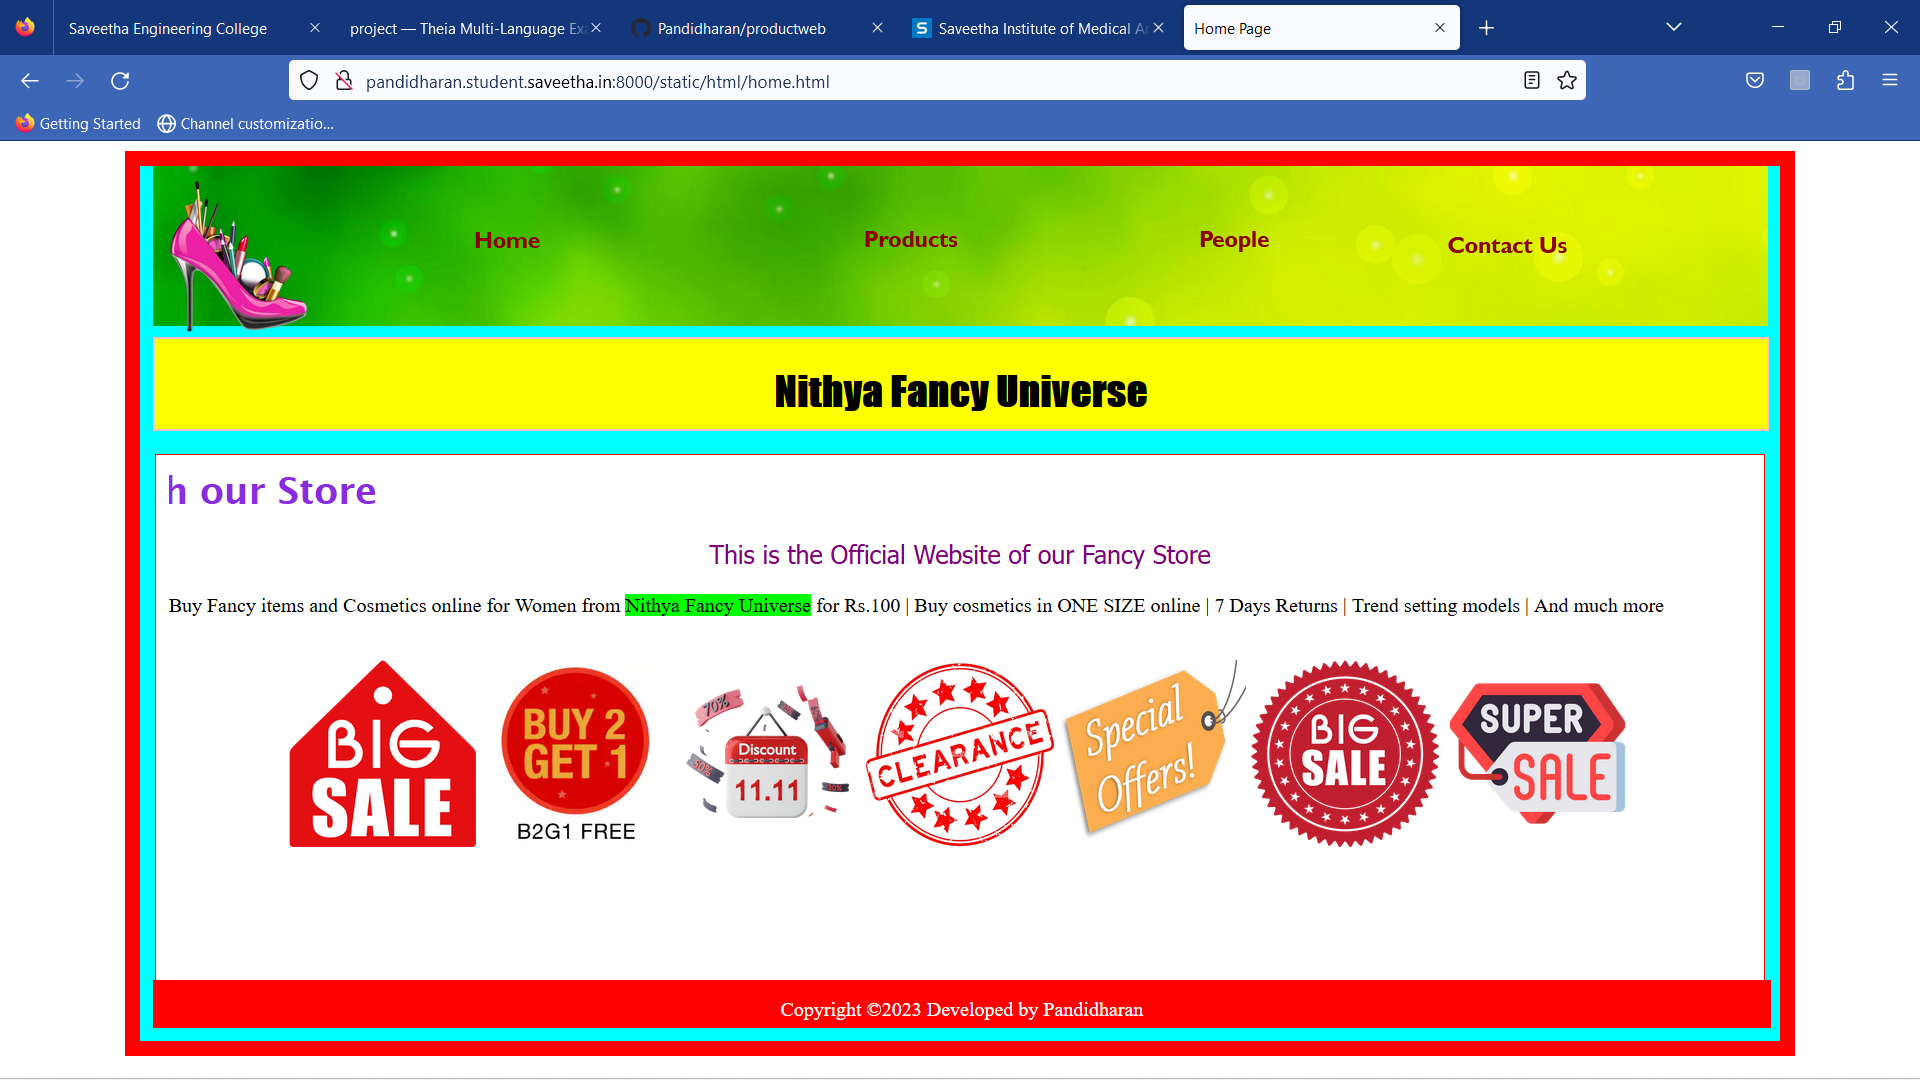 Saveetha Engineering College
project — Theia Multi-Language Exa
Pandidharan/productweb
Saveetha Institute of Medical Ar
Home Page
pandidharan.student.saveetha.in:8000/static/html/home.html
Getting Started
Channel customizatio...
Home
Products
People
Contact Us
Nithya Fancy Universe
h our Store
This is the Official Website of our Fancy Store
Buy Fancy items and Cosmetics online for Women from Nithya Fancy Universe for Rs.100 | Buy cosmetics in ONE SIZE online | 7 Days Returns | Trend setting models | And much more
BIG
SALE
BUY 2
GET 1
B2G1 FREE
70%
50%
Discount
11.11
CLEARANCE
Special
Offers!
BIG
SALE
SUPER
SALE
Copyright ©2023 Developed by Pandidharan